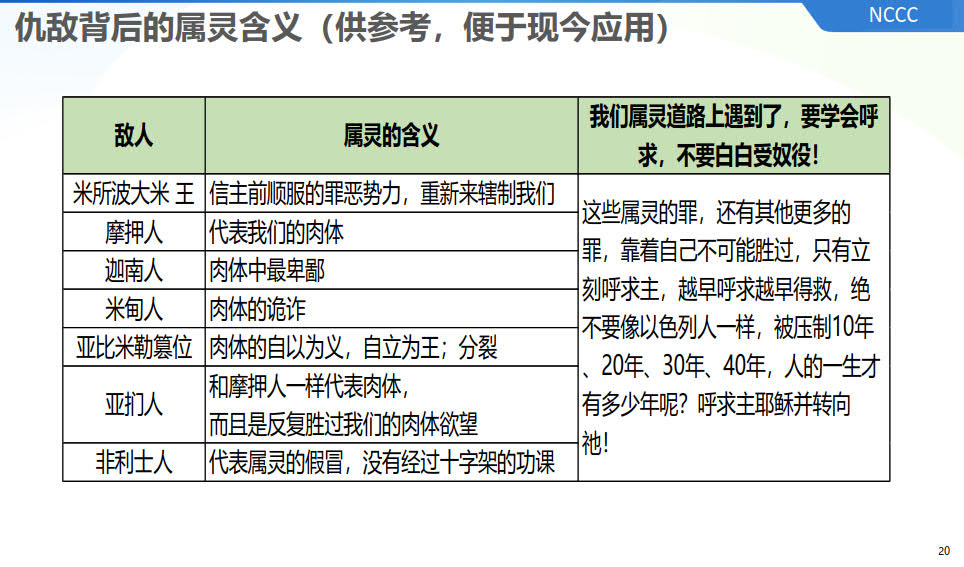 NCCC
仇敌背后的属灵含义（供参考，便于现今应用）
敌人
属灵的含义
我们属灵道路上遇到了，要学会呼
求，不要白白受奴役！
米所波大米 王
信主前顺服的罪恶势力，重新来辖制我们
摩押人
代表我们的肉体
迦南人
肉体中最卑鄙
米甸人
肉体的诡诈
亚比米勒篡位
肉体的自以为义，自立为王；分裂
亚扪人
和摩押人一样代表肉体，
而且是反复胜过我们的肉体欲望
非利士人
代表属灵的假冒，没有经过十字架的功课
这些属灵的罪，还有其他更多的
罪，靠着自己不可能胜过，只有立
刻呼求主，越早呼求越早得救，绝
不要像以色列人一样，被压制10年
、20年、30年、40年，人的一生才
有多少年呢？呼求主耶稣并转向
祂！
20